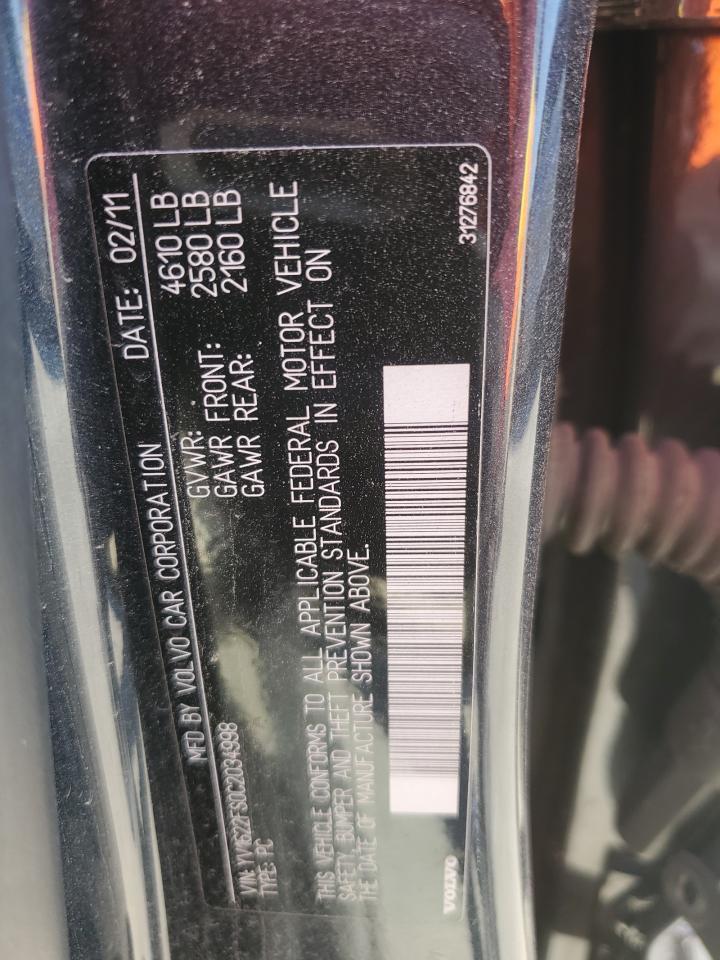 MFD BY VOLVO CAR CORPORATION DATE: 02/11
GVWR: 4610 LB
GAWR FRONT: 2580 LB
GAWR REAR: 2160 LB
VIN: YV1622FS0C2034998
TYPE: PC
THIS VEHICLE CONFORMS TO ALL APPLICABLE FEDERAL MOTOR VEHICLE
SAFETY, BUMPER AND THEFT PREVENTION STANDARDS IN EFFECT ON
THE DATE OF MANUFACTURE SHOWN ABOVE.
VOLVO
31276842